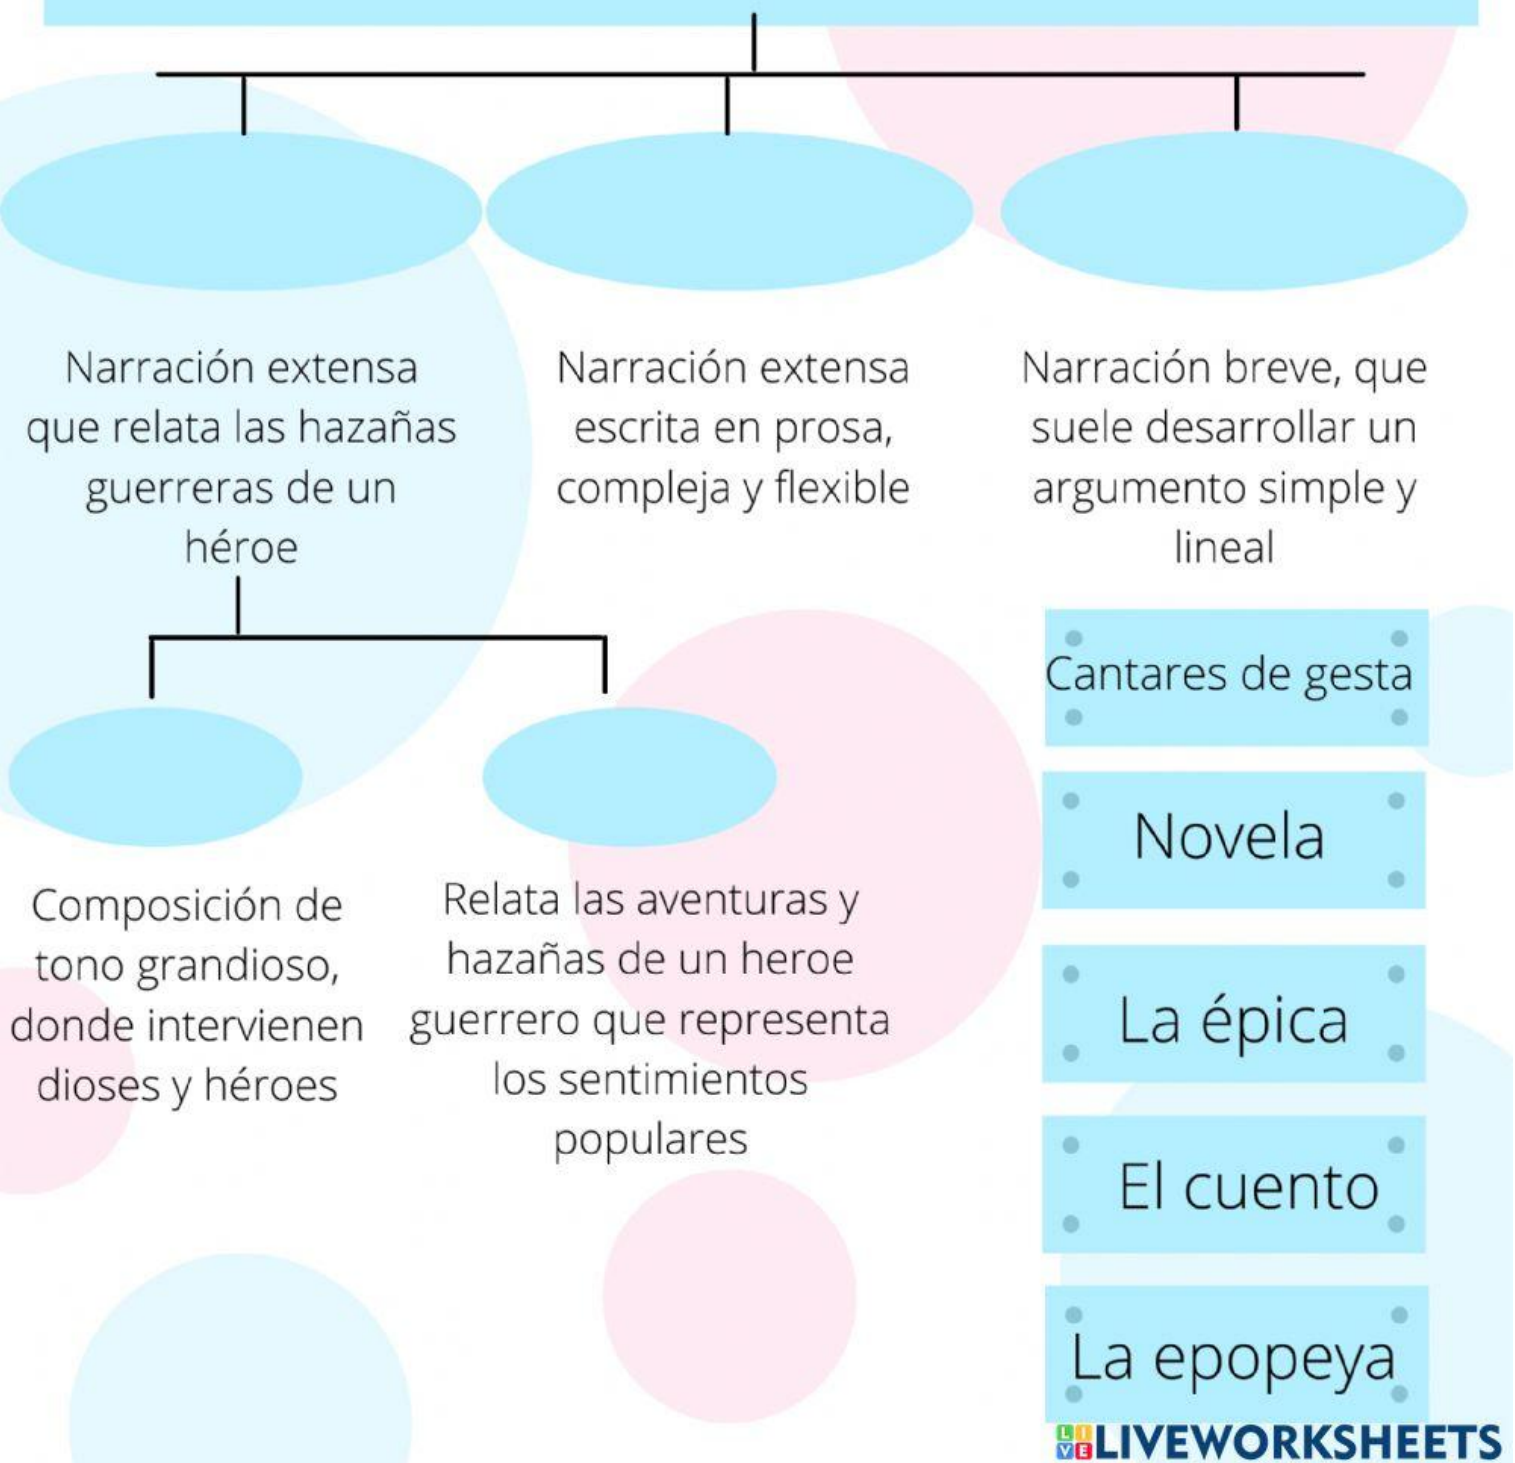 Narración extensa
que relata las hazañas
guerreras de un
héroe
Narración extensa
escrita en prosa,
compleja y flexible
Narración breve, que
suele desarrollar un
argumento simple y
lineal
Composición de
tono grandioso,
donde intervienen
dioses y héroes
Relata las aventuras y
hazañas de un heroe
guerrero que representa
los sentimientos
populares
Cantares de gesta
Novela
La épica
El cuento
La epopeya
LIVE LIVEWORKSHEETS